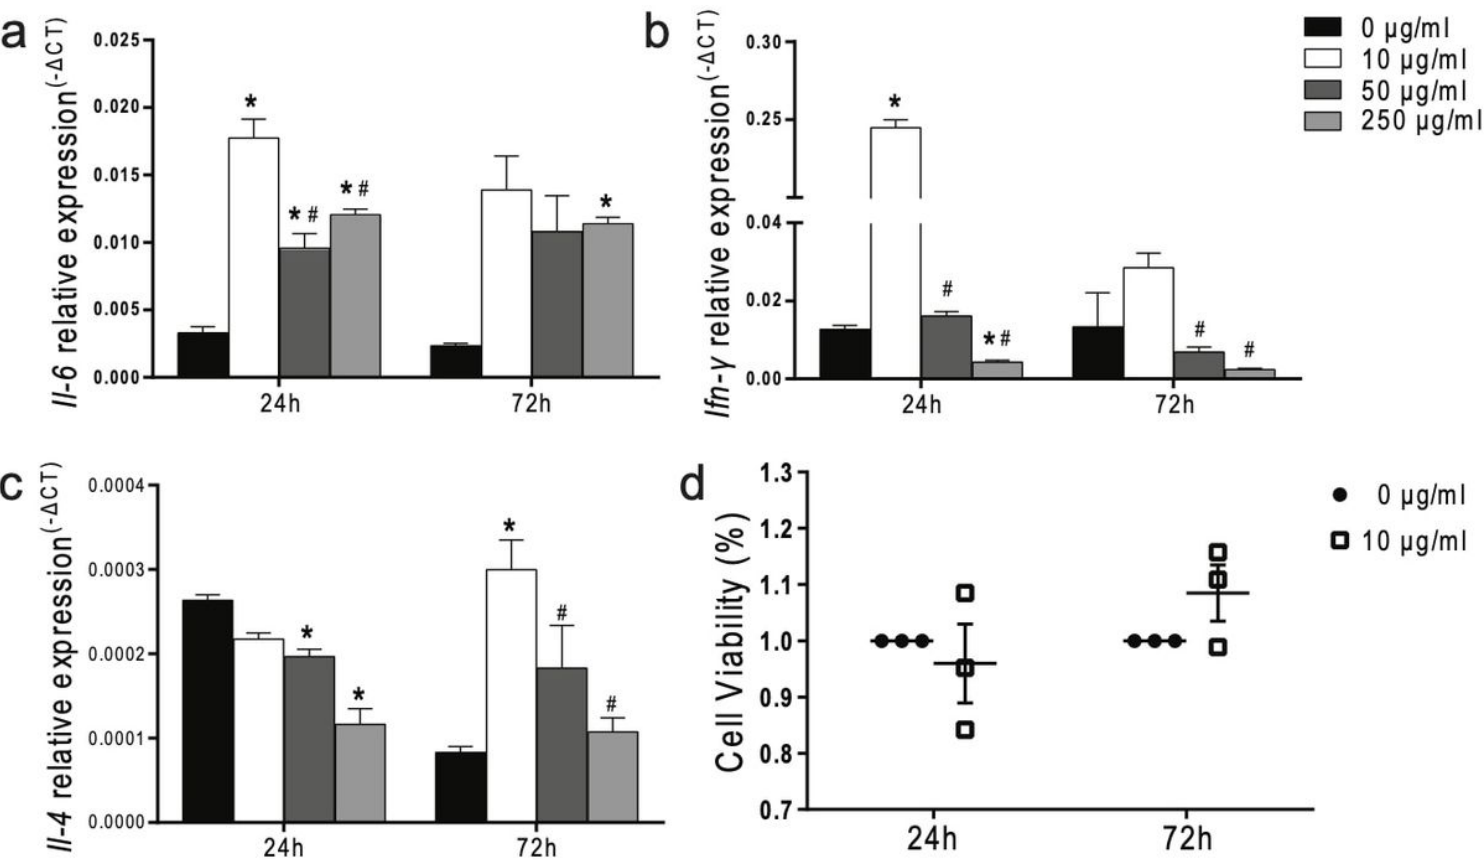 a
Il-6 relative expression(-ΔCT)
0.025
0.020
0.015
0.010
0.005
0.000
*
* #
* #
*
24h
72h
b
Ifn-γ relative expression(-ΔCT)
0.30
0.25
0.04
0.02
0.00
*
#
* #
#
#
24h
72h
0 µg/ml
10 µg/ml
50 µg/ml
250 µg/ml
c
Il-4 relative expression(-ΔCT)
0.0004
0.0003
0.0002
0.0001
0.0000
*
*
*
#
#
24h
72h
d
Cell Viability (%)
1.3
1.2
1.1
1.0
0.9
0.8
0.7
24h
72h
0 µg/ml
10 µg/ml